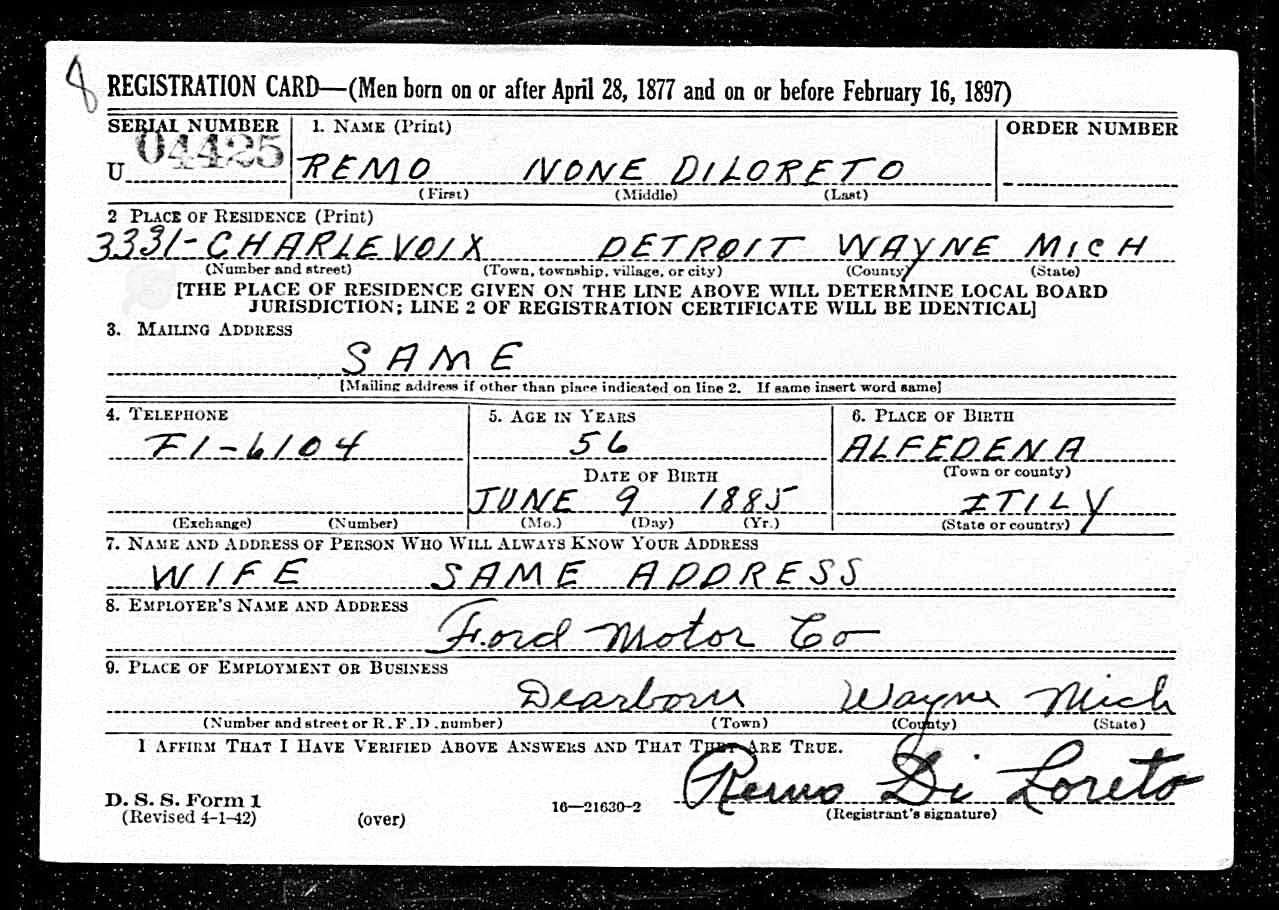 8
REGISTRATION CARD—(Men born on or after April 28, 1877 and on or before February 16, 1897)
SERIAL NUMBER 1. NAME (Print) ORDER NUMBER
U 04425 REMO NONE DILORETO
(First) (Middle) (Last)
2 PLACE OF RESIDENCE (Print)
3331-CHARLEVOIX DETROIT WAYNE MICH
(Number and street) (Town, township, village, or city) (County) (State)
[THE PLACE OF RESIDENCE GIVEN ON THE LINE ABOVE WILL DETERMINE LOCAL BOARD
JURISDICTION; LINE 2 OF REGISTRATION CERTIFICATE WILL BE IDENTICAL]
3. MAILING ADDRESS
SAME
[Mailing address if other than place indicated on line 2. If same insert word same]
4. TELEPHONE 5. AGE IN YEARS 6. PLACE OF BIRTH
FI-6104 56 ALFEDENA
DATE OF BIRTH (Town or county)
JUNE 9 1885 ITILY
(Exchange) (Number) (Mo.) (Day) (Yr.) (State or country)
7. NAME AND ADDRESS OF PERSON WHO WILL ALWAYS KNOW YOUR ADDRESS
WIFE SAME ADDRESS
8. EMPLOYER'S NAME AND ADDRESS
Ford Motor Co
9. PLACE OF EMPLOYMENT OR BUSINESS
Dearborn Wayne Mich
(Number and street or R. F. D. number) (Town) (County) (State)
I AFFIRM THAT I HAVE VERIFIED ABOVE ANSWERS AND THAT THEY ARE TRUE.
Remo Di Loreto
D. S. S. Form 1
(Revised 4-1-42) (over) 16—21630-2 (Registrant's signature)